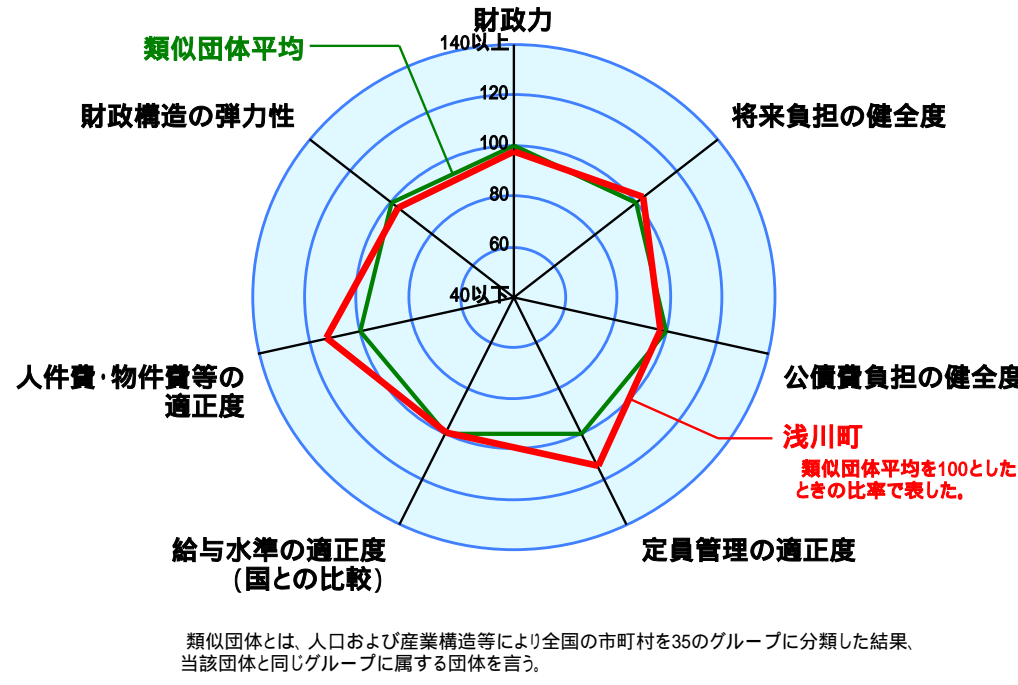 財政力
140以上
類似団体平均
120
財政構造の弾力性
将来負担の健全度
100
80
60
40以下
人件費・物件費等の
適正度
公債費負担の健全度
浅川町
類似団体平均を100とした
ときの比率で表した。
給与水準の適正度
(国との比較)
定員管理の適正度
類似団体とは、人口および産業構造等により全国の市町村を35のグループに分類した結果、
当該団体と同じグループに属する団体を言う。